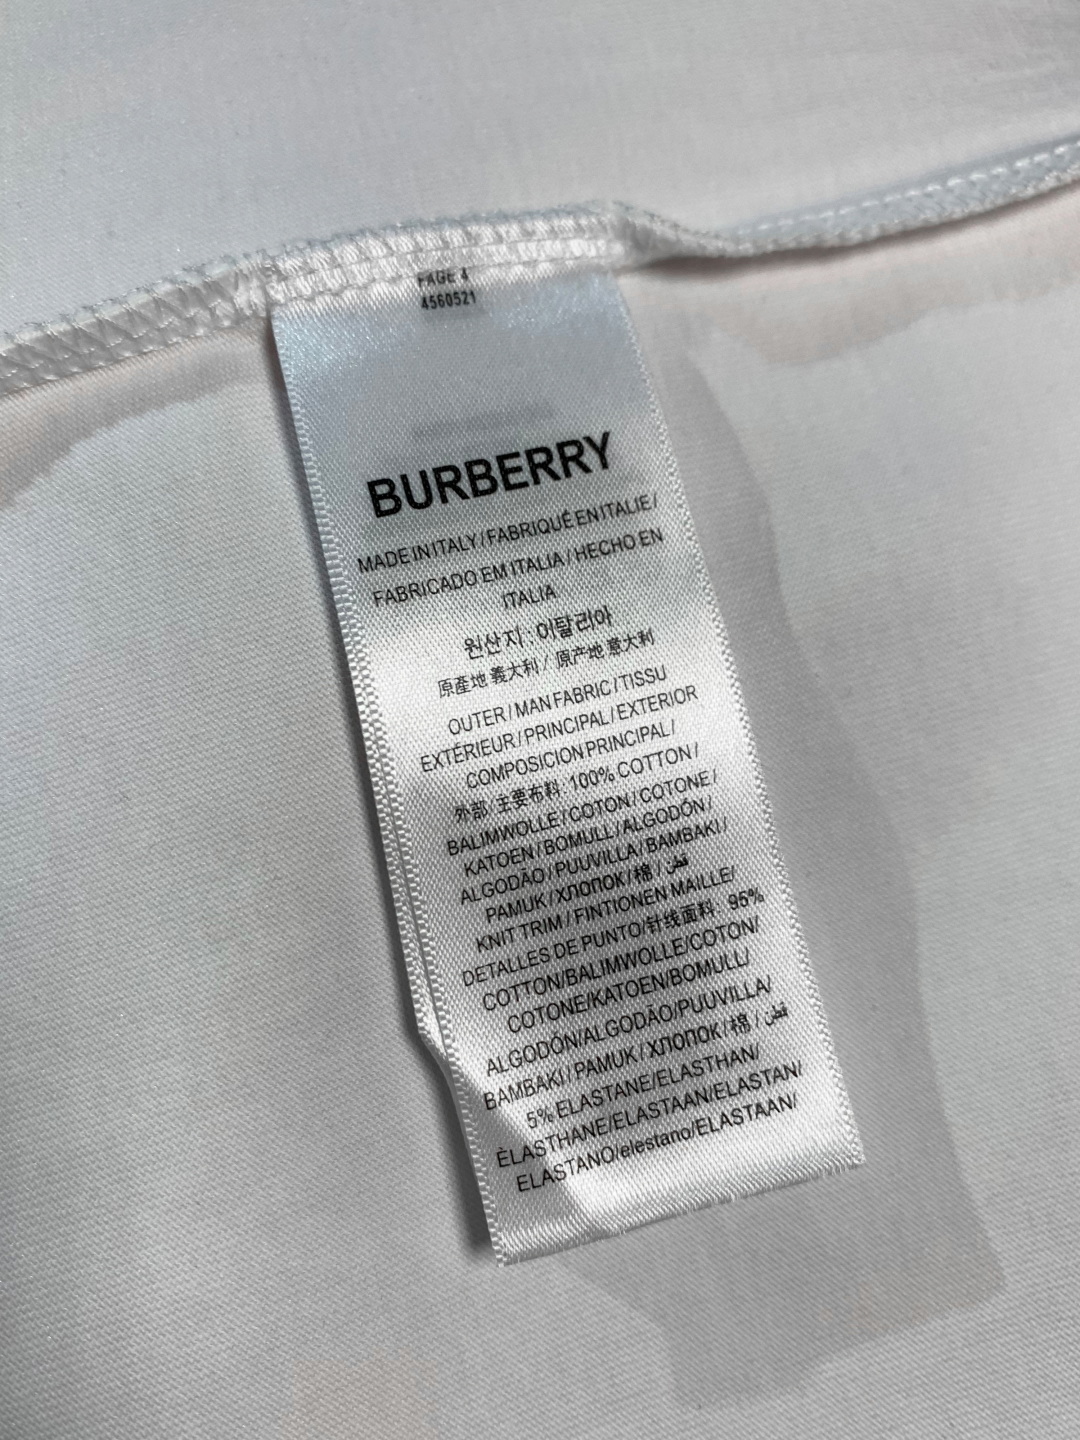 PAGE 4
4560521
BURBERRY
MADE IN ITALY / FABRIQUÉ EN ITALIE /
FABRICADO EM ITALIA / HECHO EN
ITALIA
원산지 : 이탈리아
原產地 義大利 / 原产地 意大利
OUTER / MAN FABRIC / TISSU
EXTÉRIEUR / PRINCIPAL / EXTERIOR
COMPOSICION PRINCIPAL /
外部 / 主要布料: 100% COTTON /
BALIMWOLLE / COTON / COTONE /
KATOEN / BOMULL / ALGODÓN /
ALGODÃO / PUUVILLA / BAMBAKI /
PAMUK / ХЛОПОК / 棉 / قطن
KNIT TRIM / FINTIONEN MAILLE/
DETALLES DE PUNTO/针线面料: 95%
COTTON/BALIMWOLLE/COTON/
COTONE/KATOEN/BOMULL/
ALGODÓN/ALGODÃO/PUUVILLA/
BAMBAKI / PAMUK / ХЛОПОК / 棉 / قطن
5% ELASTANE/ELASTHAN/
ÈLASTHANE/ELASTAAN/ELASTAN/
ELASTANO/elestano/ELASTAAN/